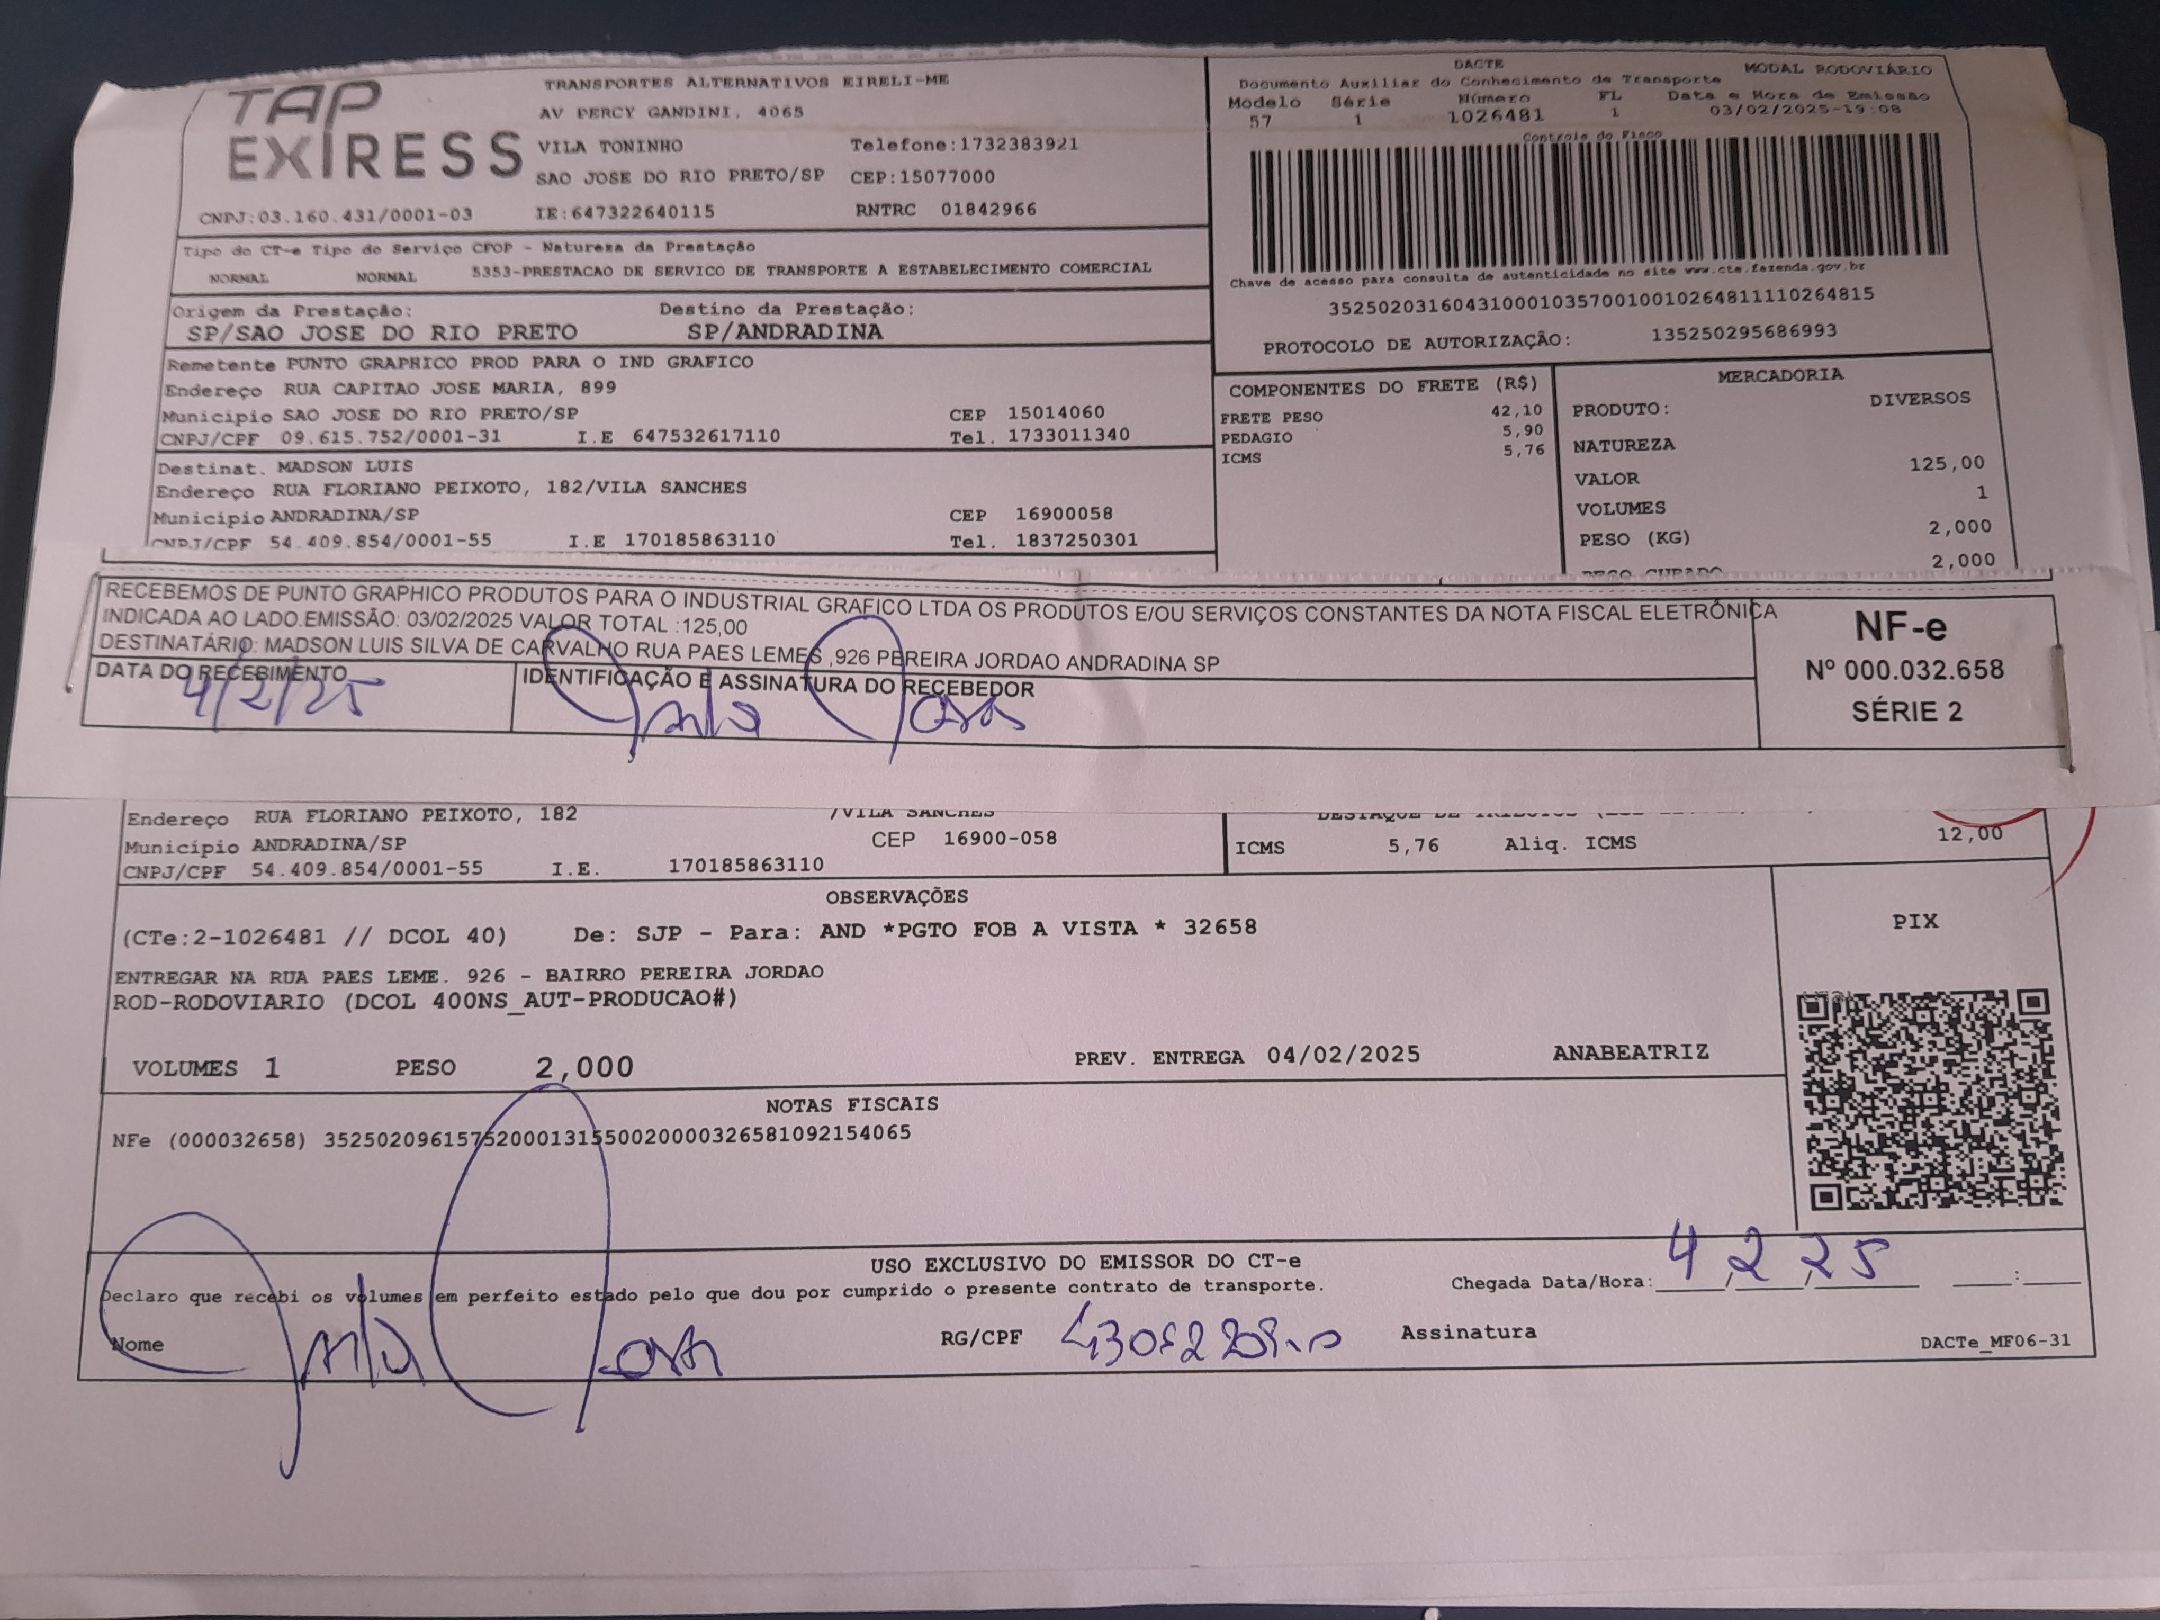 TAP
EXIRESS
TRANSPORTES ALTERNATIVOS EIRELI-ME
AV PERCY GANDINI, 4065
VILA TONINHO Telefone:1732383921
SAO JOSE DO RIO PRETO/SP CEP:15077000
CNPJ:03.160.431/0001-03 IE:647322640115 RNTRC 01842966
DACTE MODAL RODOVIÁRIO
Documento Auxiliar do Conhecimento de Transporte
Modelo Série Número FL Data e Hora de Emissão
57 1 1026481 1 03/02/2025-19:08
Controle do Fisco
Chave de acesso para consulta de autenticidade no site www.cte.fazenda.gov.br
35250203160431000103570010010264811110264815
PROTOCOLO DE AUTORIZAÇÃO: 135250295686993
Tipo do CT-e Tipo do Serviço CFOP - Natureza da Prestação
NORMAL NORMAL 5353-PRESTACAO DE SERVICO DE TRANSPORTE A ESTABELECIMENTO COMERCIAL
Origem da Prestação: Destino da Prestação:
SP/SAO JOSE DO RIO PRETO SP/ANDRADINA
Remetente PUNTO GRAPHICO PROD PARA O IND GRAFICO
Endereço RUA CAPITAO JOSE MARIA, 899
Municipio SAO JOSE DO RIO PRETO/SP CEP 15014060
CNPJ/CPF 09.615.752/0001-31 I.E 647532617110 Tel. 1733011340
Destinat. MADSON LUIS
Endereço RUA FLORIANO PEIXOTO, 182/VILA SANCHES
Município ANDRADINA/SP CEP 16900058
CNPJ/CPF 54.409.854/0001-55 I.E 170185863110 Tel. 1837250301
COMPONENTES DO FRETE (R$)
FRETE PESO 42,10
PEDAGIO 5,90
ICMS 5,76
MERCADORIA
PRODUTO: DIVERSOS
NATUREZA
VALOR 125,00
VOLUMES 1
PESO (KG) 2,000
PESO CUBADO 2,000
RECEBEMOS DE PUNTO GRAPHICO PRODUTOS PARA O INDUSTRIAL GRAFICO LTDA OS PRODUTOS E/OU SERVIÇOS CONSTANTES DA NOTA FISCAL ELETRÔNICA
INDICADA AO LADO.EMISSÃO: 03/02/2025 VALOR TOTAL :125,00
DESTINATÁRIO: MADSON LUIS SILVA DE CARVALHO RUA PAES LEMES ,926 PEREIRA JORDAO ANDRADINA SP
DATA DO RECEBIMENTO IDENTIFICAÇÃO E ASSINATURA DO RECEBEDOR
4/2/25
NF-e
Nº 000.032.658
SÉRIE 2
Endereço RUA FLORIANO PEIXOTO, 182 /VILA SANCHES
Município ANDRADINA/SP CEP 16900-058
CNPJ/CPF 54.409.854/0001-55 I.E. 170185863110
ICMS 5,76 Aliq. ICMS 12,00
OBSERVAÇÕES
(CTe:2-1026481 // DCOL 40) De: SJP - Para: AND *PGTO FOB A VISTA * 32658
ENTREGAR NA RUA PAES LEME. 926 - BAIRRO PEREIRA JORDAO
ROD-RODOVIARIO (DCOL 400NS_AUT-PRODUCAO#)
VOLUMES 1 PESO 2,000 PREV. ENTREGA 04/02/2025 ANABEATRIZ
PIX
NOTAS FISCAIS
NFe (000032658) 35250209615752000131550020000326581092154065
USO EXCLUSIVO DO EMISSOR DO CT-e
Declaro que recebi os volumes em perfeito estado pelo que dou por cumprido o presente contrato de transporte. Chegada Data/Hora: 4/2/25 :
Nome RG/CPF Assinatura DACTe_MF06-31